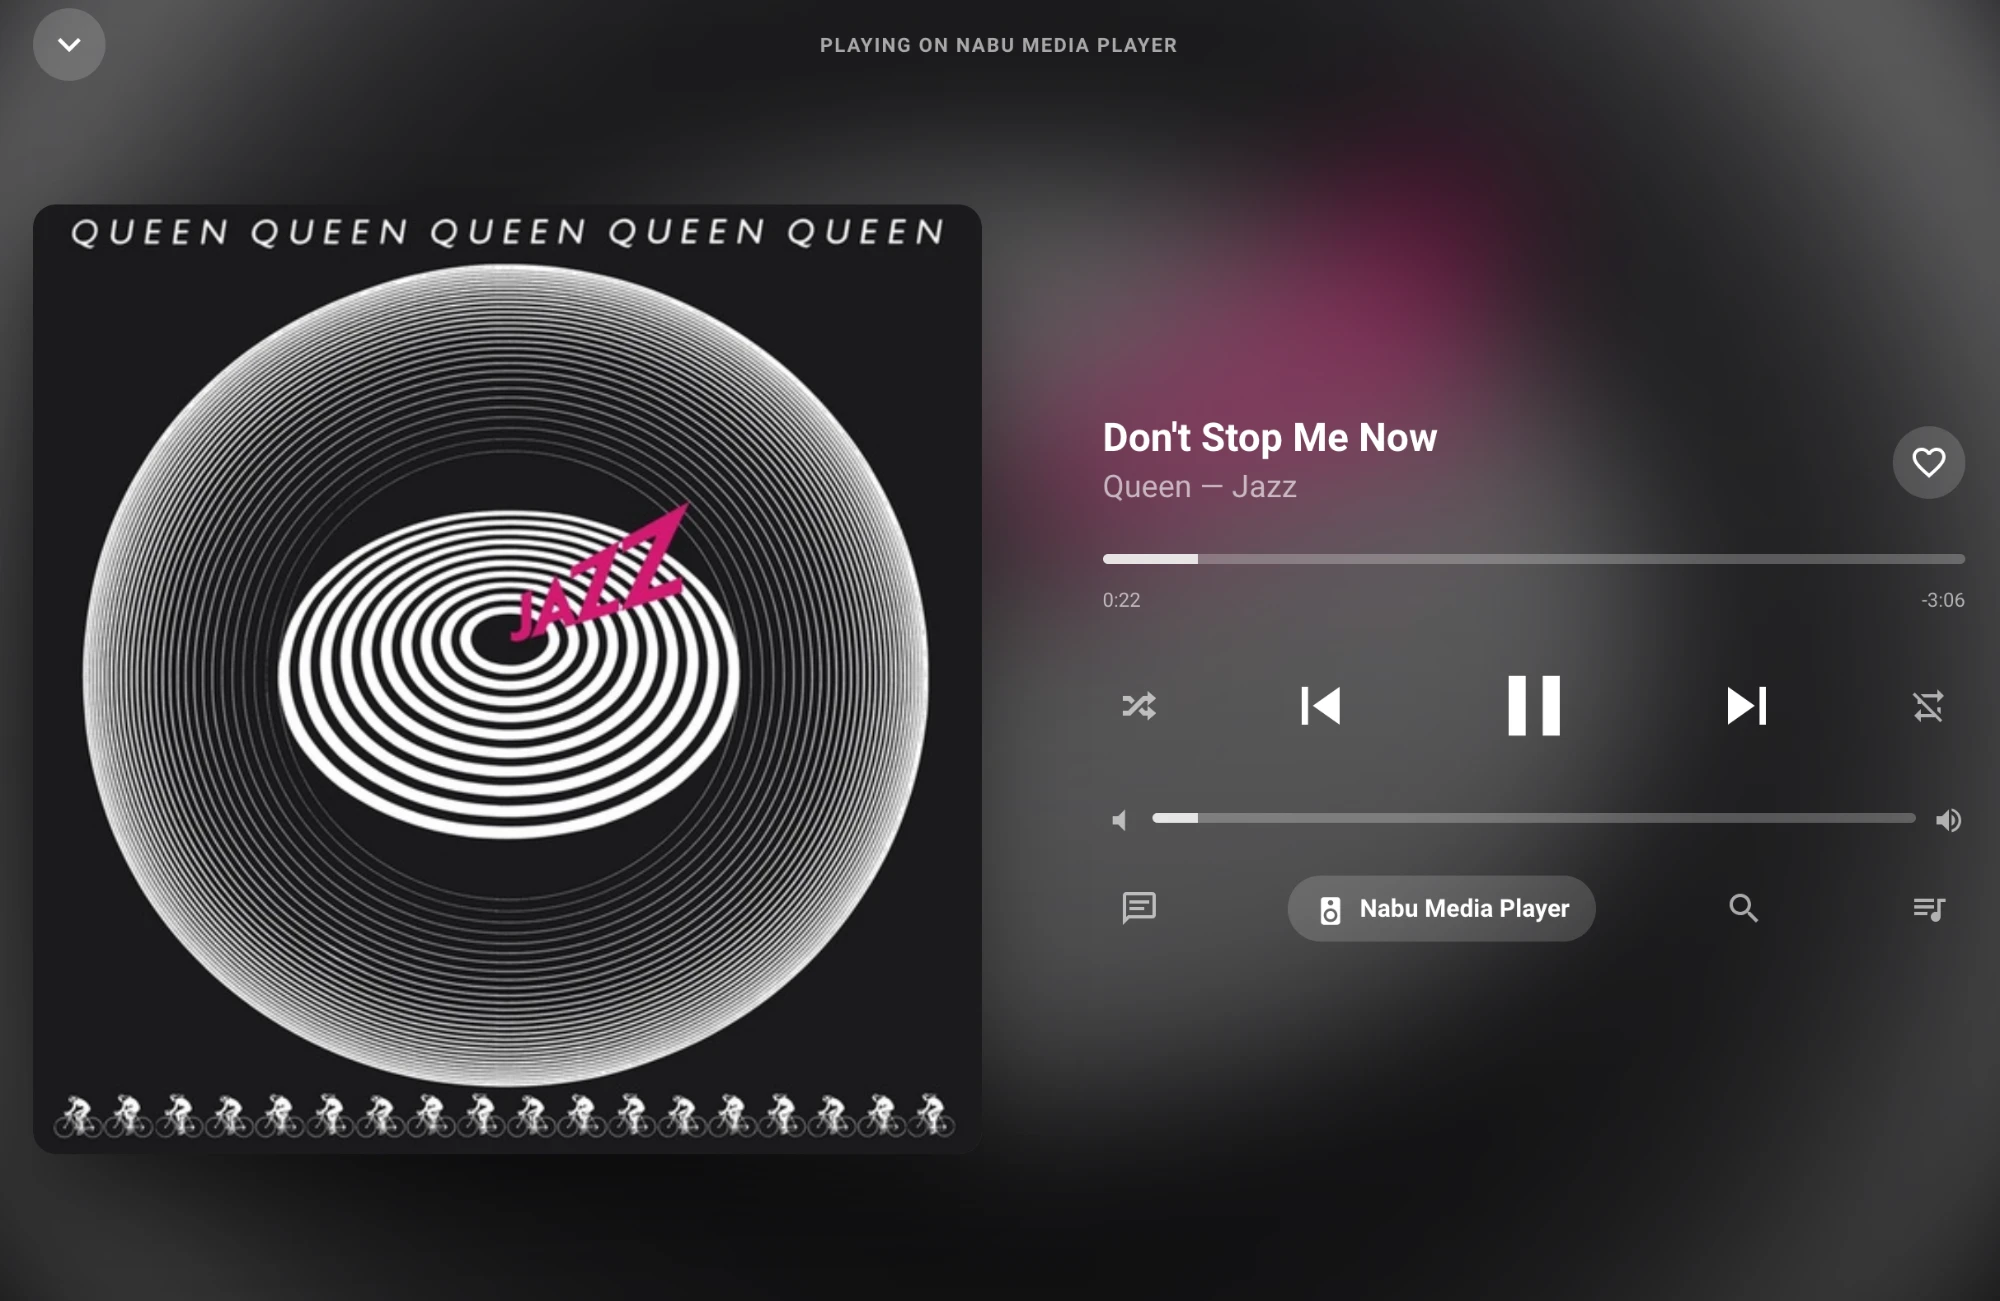 PLAYING ON NABU MEDIA PLAYER
QUEEN QUEEN QUEEN QUEEN QUEEN
JAZZ
Don't Stop Me Now
Queen — Jazz
0:22
-3:06
Nabu Media Player